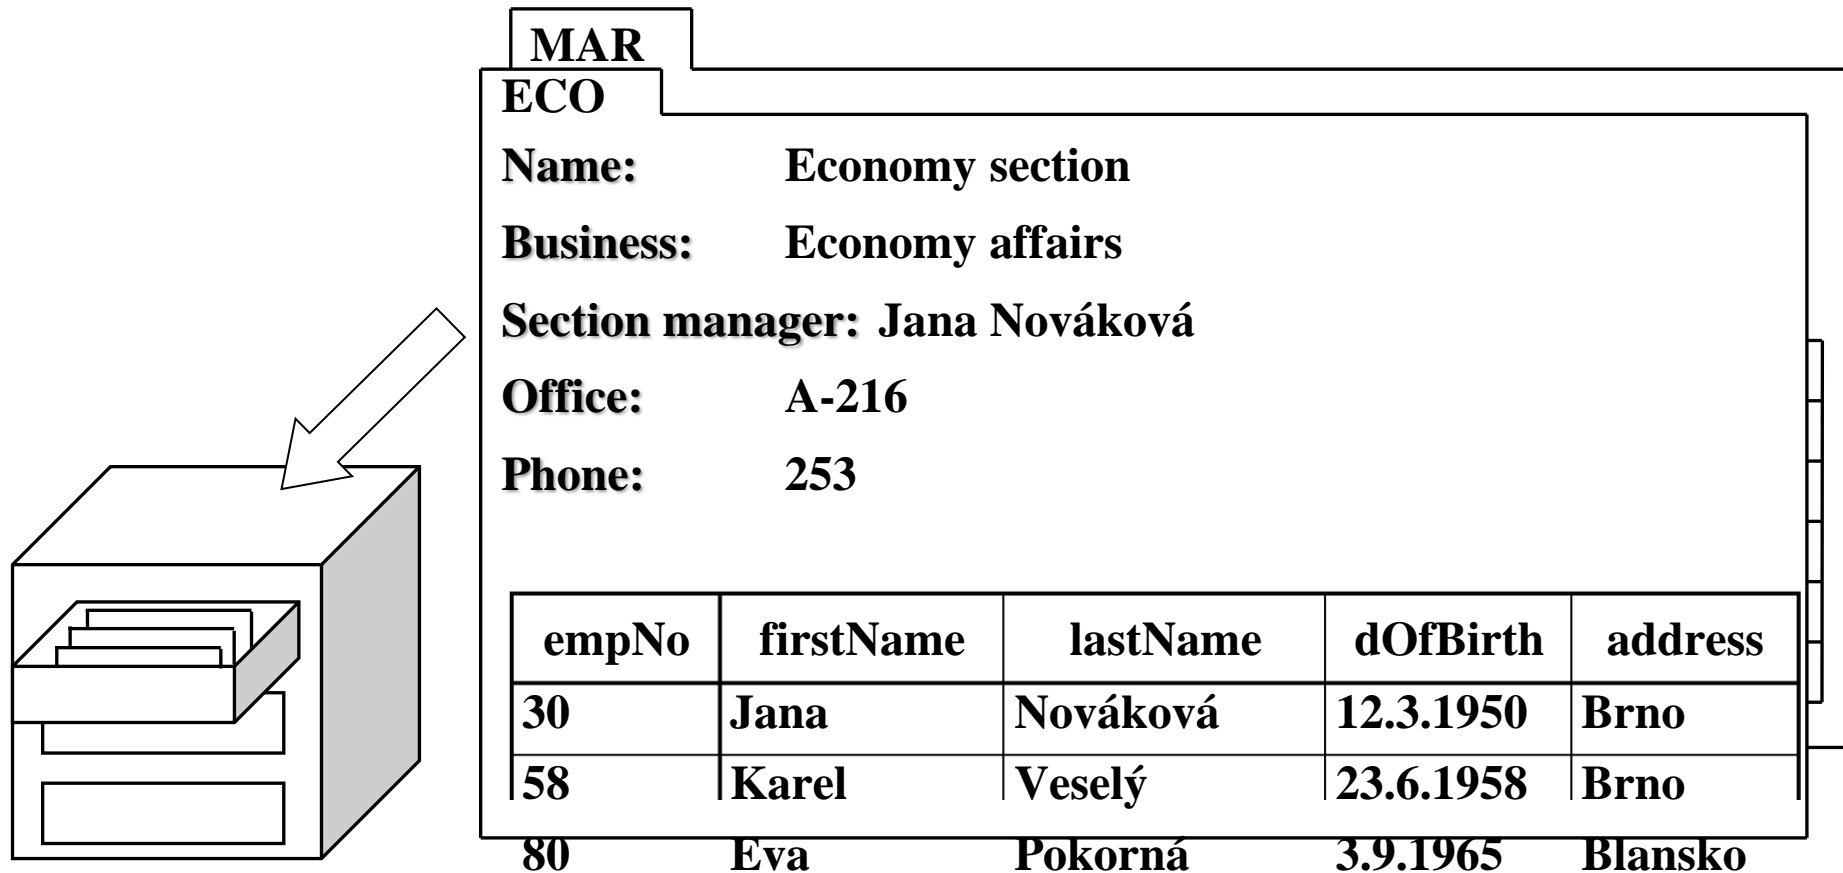 MAR
ECO
Name: Economy section
Business: Economy affairs
Section manager: Jana Nováková
Office: A-216
Phone: 253
empNo firstName lastName dOfBirth address
30 Jana Nováková 12.3.1950 Brno
58 Karel Veselý 23.6.1958 Brno
80 Eva Pokorná 3.9.1965 Blansko